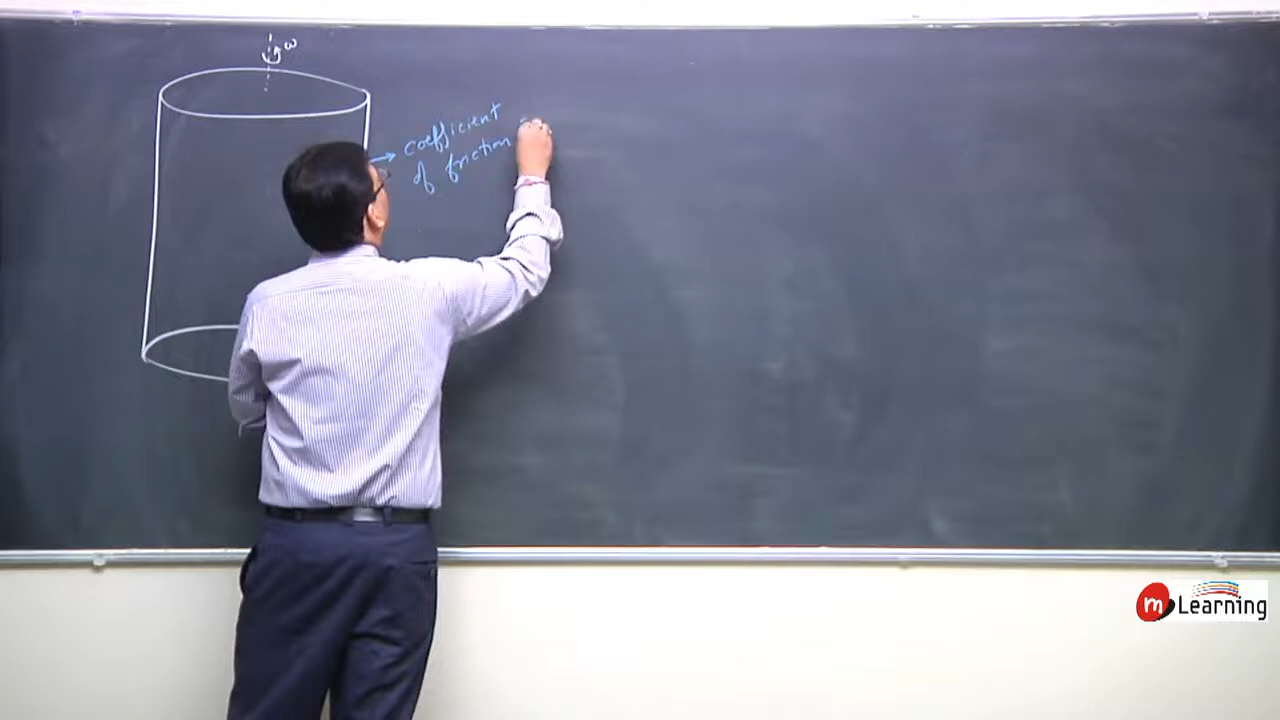 ω
→ coefficient
of friction =
m Learning